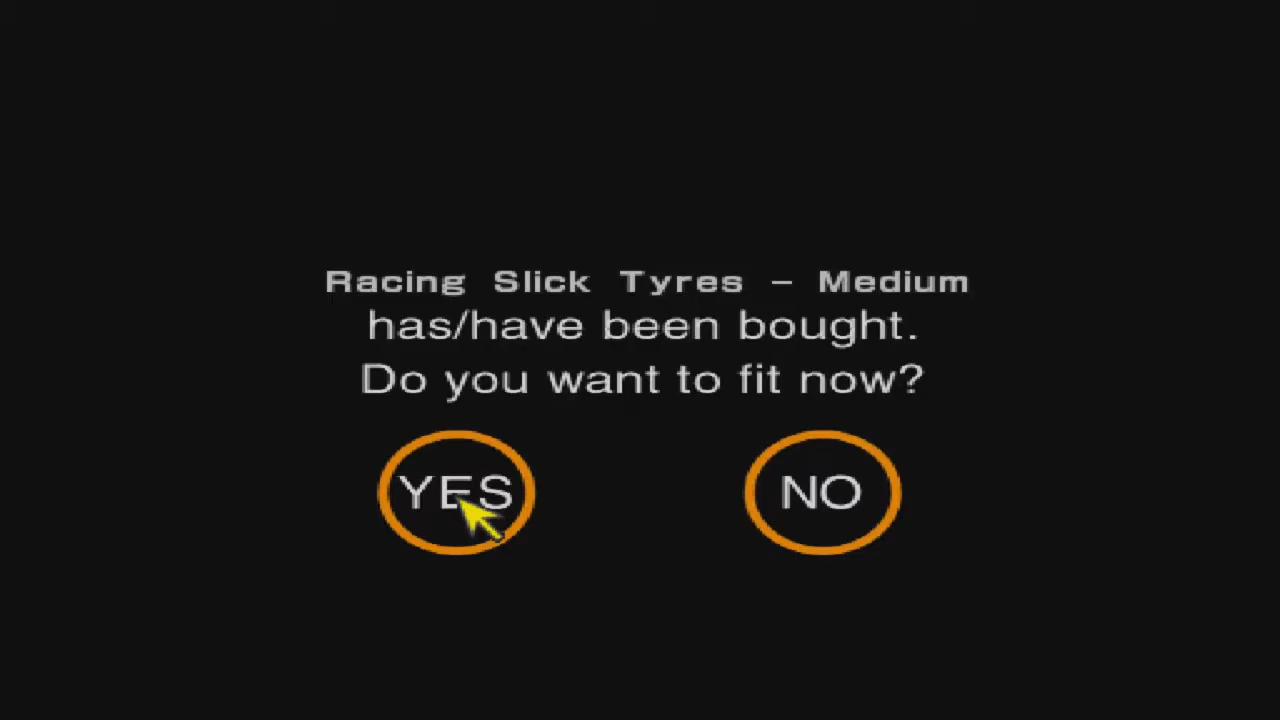 Racing Slick Tyres - Medium
has/have been bought.
Do you want to fit now?
YES NO